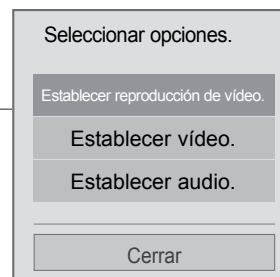 Seleccionar opciones.
Establecer reproducción de vídeo.
Establecer vídeo.
Establecer audio.
Cerrar